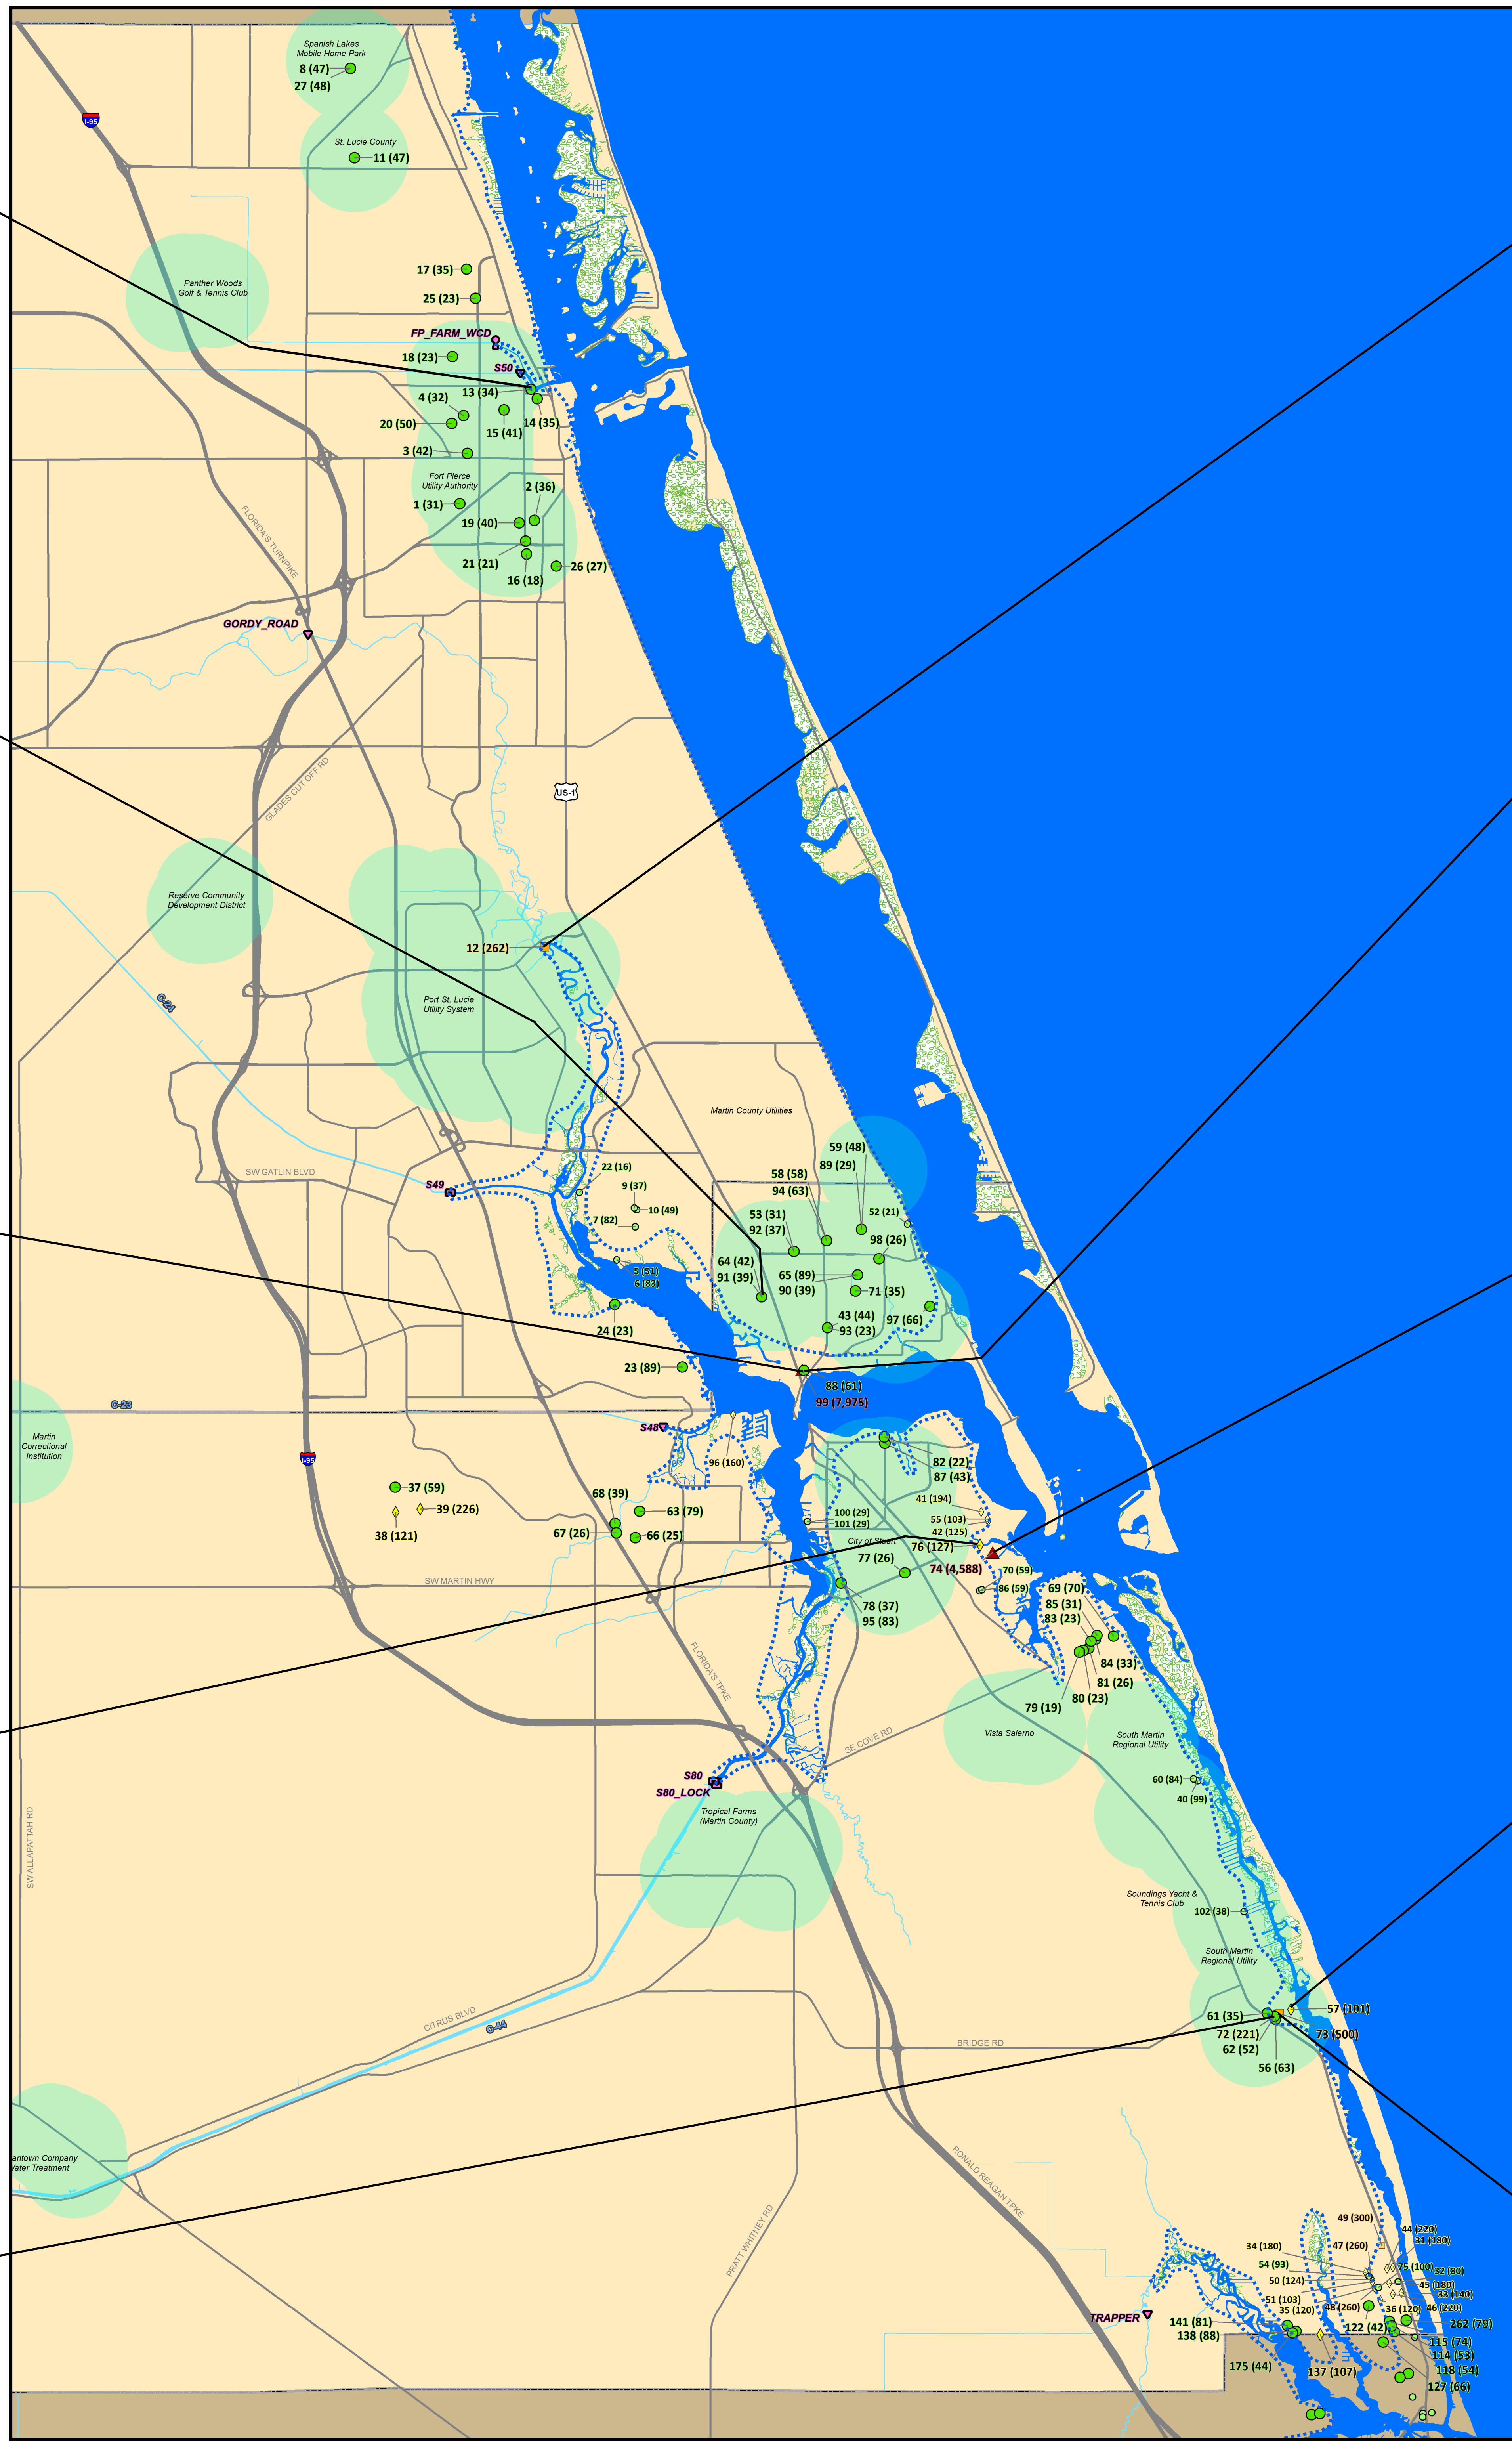 Spanish Lakes
Mobile Home Park
8 (47)
27 (48)
I-95
St. Lucie County
11 (47)
17 (35)
Panther Woods
Golf & Tennis Club
25 (23)
FP_FARM_WCD
18 (23)
S50
13 (34)
4 (32)
14 (35)
20 (50)
15 (41)
3 (42)
Fort Pierce
Utility Authority
2 (36)
1 (31)
19 (40)
FLORIDA'S TURNPIKE
21 (21)
26 (27)
16 (18)
GORDY_ROAD
GLADES CUT OFF RD
US-1
Reserve Community
Development District
12 (262)
C-24
Port St. Lucie
Utility System
Martin County Utilities
59 (48)
89 (29)
22 (16)
SW GATLIN BLVD
58 (58)
94 (63)
S49
9 (37)
10 (49)
53 (31)
92 (37)
52 (21)
7 (82)
98 (26)
64 (42)
91 (39)
5 (51)
6 (83)
65 (89)
90 (39)
71 (35)
43 (44)
93 (23)
97 (66)
24 (23)
23 (89)
88 (61)
99 (7,975)
C-23
S48
Martin
Correctional
Institution
I-95
96 (160)
82 (22)
87 (43)
37 (59)
68 (39)
63 (79)
41 (194)
39 (226)
38 (121)
100 (29)
101 (29)
55 (103)
42 (125)
67 (26)
66 (25)
City of Stuart
76 (127)
77 (26)
74 (4,588)
70 (59)
SW MARTIN HWY
86 (59)
69 (70)
85 (31)
83 (23)
78 (37)
95 (83)
84 (33)
FLORIDA'S TPKE
81 (26)
80 (23)
79 (19)
Vista Salerno
South Martin
Regional Utility
SE COVE RD
S80
S80_LOCK
60 (84)
40 (99)
Tropical Farms
(Martin County)
SW ALLAPATTAH RD
Soundings Yacht &
Tennis Club
102 (38)
South Martin
Regional Utility
57 (101)
61 (35)
CITRUS BLVD
C-44
72 (221)
73 (500)
62 (52)
BRIDGE RD
56 (63)
antown Company
ater Treatment
RONALD REAGAN TPKE
PRATT WHITNEY RD
49 (300)
44 (220)
31 (180)
34 (180)
47 (260)
54 (93)
75 (100)
32 (80)
50 (124)
45 (180)
33 (140)
51 (103)
35 (120)
48 (260)
36 (120)
46 (220)
TRAPPER
141 (81)
122 (42)
262 (79)
138 (88)
115 (74)
114 (53)
175 (44)
137 (107)
118 (54)
127 (66)